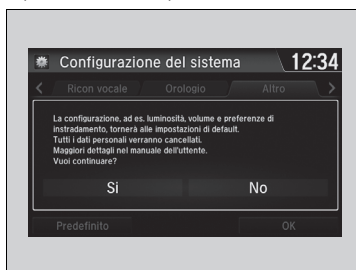 Configurazione del sistema
12:34
Ricon vocale
Orologio
Altro
La configurazione, ad es. luminosità, volume e preferenze di
instradamento, tornerà alle impostazioni di default.
Tutti i dati personali verranno cancellati.
Maggiori dettagli nel manuale dell'utente.
Vuoi continuare?
Si
No
Predefinito
OK